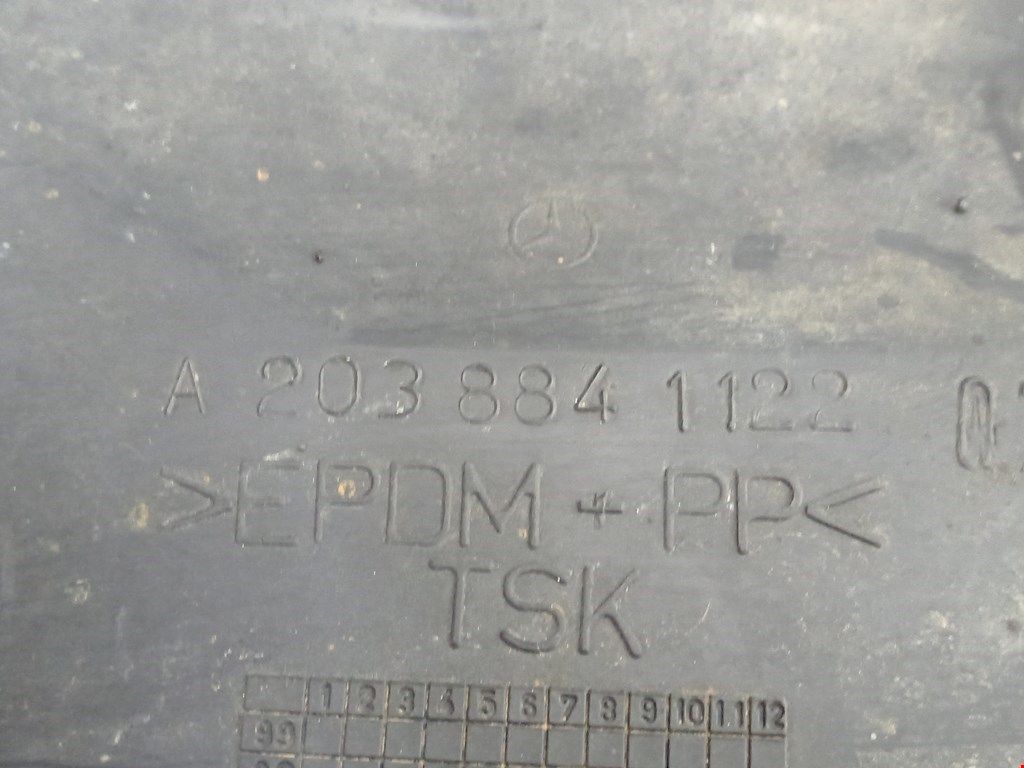 A 203 884 1122
>EPDM + PP<
TSK
1 2 3 4 5 6 7 8 9 10 11 12
99